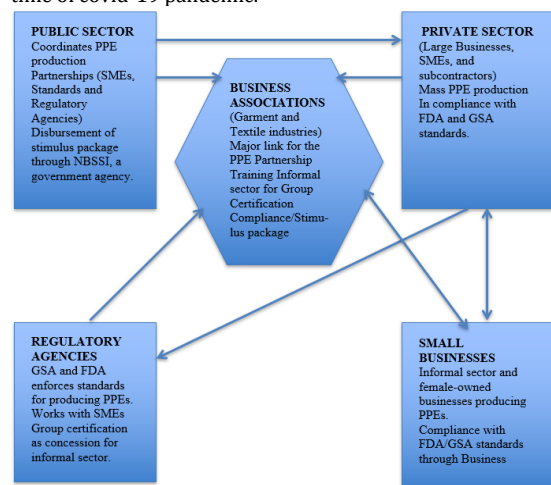 time of covid-19 pandemic.
PUBLIC SECTOR
Coordinates PPE
production
Partnerships (SMEs,
Standards and
Regulatory
Agencies)
Disbursement of
stimulus package
through NBSSI, a
government agency.
PRIVATE SECTOR
(Large Businesses,
SMEs, and
subcontractors)
Mass PPE production
In compliance with
FDA and GSA
standards.
BUSINESS
ASSOCIATIONS
(Garment and
Textile industries)
Major link for the
PPE Partnership
Training Informal
sector for Group
Certification
Compliance/Stimu-
lus package
REGULATORY
AGENCIES
GSA and FDA
enforces standards
for producing PPEs.
Works with SMEs
Group certification
as concession for
informal sector.
SMALL
BUSINESSES
Informal sector and
female-owned
businesses producing
PPEs.
Compliance with
FDA/GSA standards
through Business